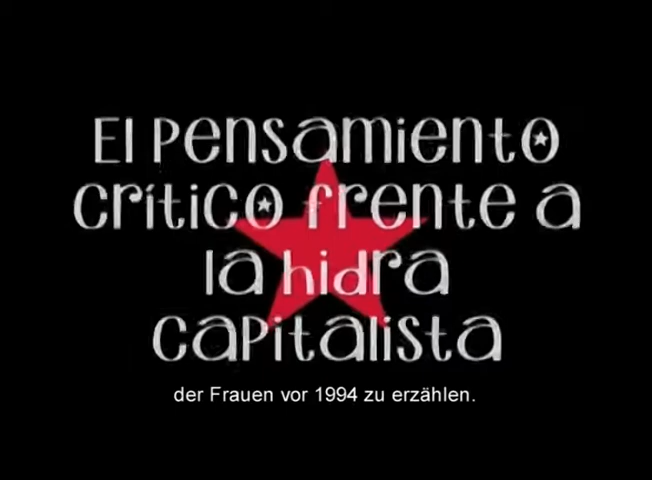 El pensamiento
crítico frente a
la hidra
capitalista
der Frauen vor 1994 zu erzählen.